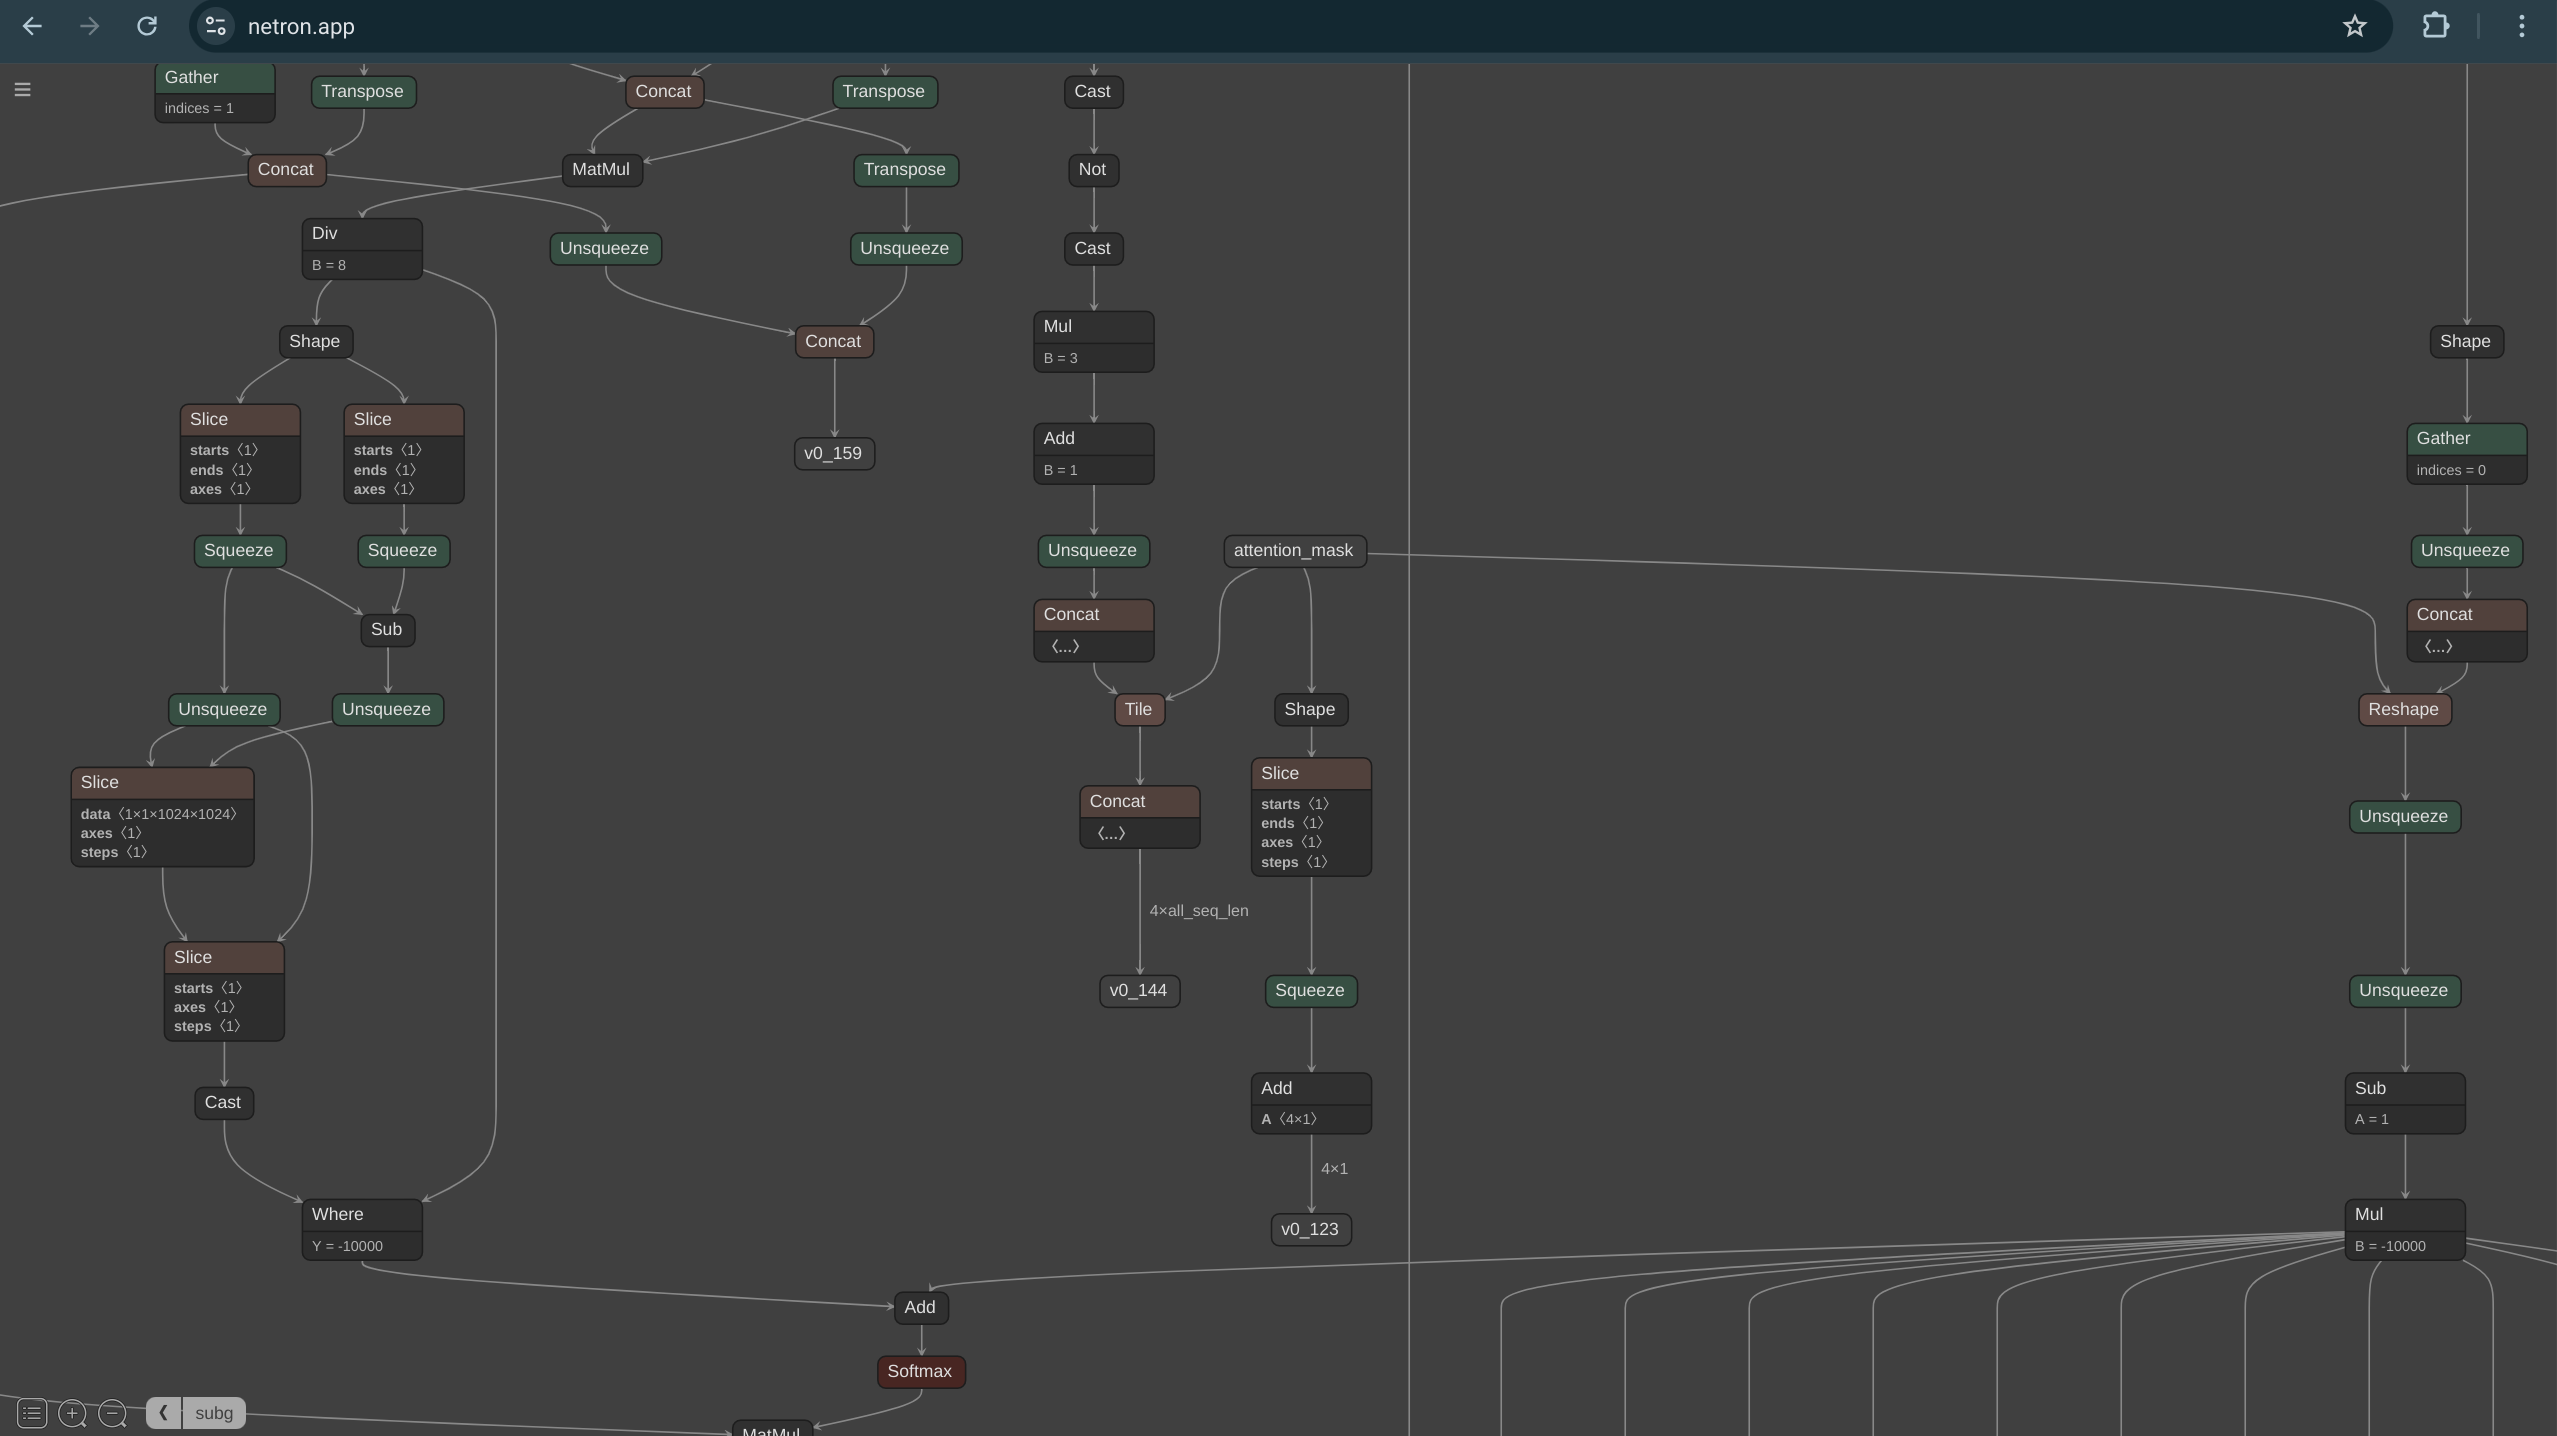 netron.app
Gather
indices = 1
Transpose
Concat
Transpose
Cast
Concat
MatMul
Transpose
Not
Div
B = 8
Unsqueeze
Unsqueeze
Cast
Shape
Concat
Mul
B = 3
Shape
Slice
starts〈1〉
ends〈1〉
axes〈1〉
Slice
starts〈1〉
ends〈1〉
axes〈1〉
v0_159
Add
B = 1
Gather
indices = 0
Squeeze
Squeeze
Unsqueeze
attention_mask
Unsqueeze
Sub
Concat
〈...〉
Concat
〈...〉
Unsqueeze
Unsqueeze
Tile
Shape
Reshape
Slice
data〈1×1×1024×1024〉
axes〈1〉
steps〈1〉
Concat
〈...〉
Slice
starts〈1〉
ends〈1〉
axes〈1〉
steps〈1〉
Unsqueeze
4×all_seq_len
Slice
starts〈1〉
axes〈1〉
steps〈1〉
v0_144
Squeeze
Unsqueeze
Cast
Add
A〈4×1〉
Sub
A = 1
4×1
Where
Y = -10000
v0_123
Mul
B = -10000
Add
Softmax
❮ subg
MatMul